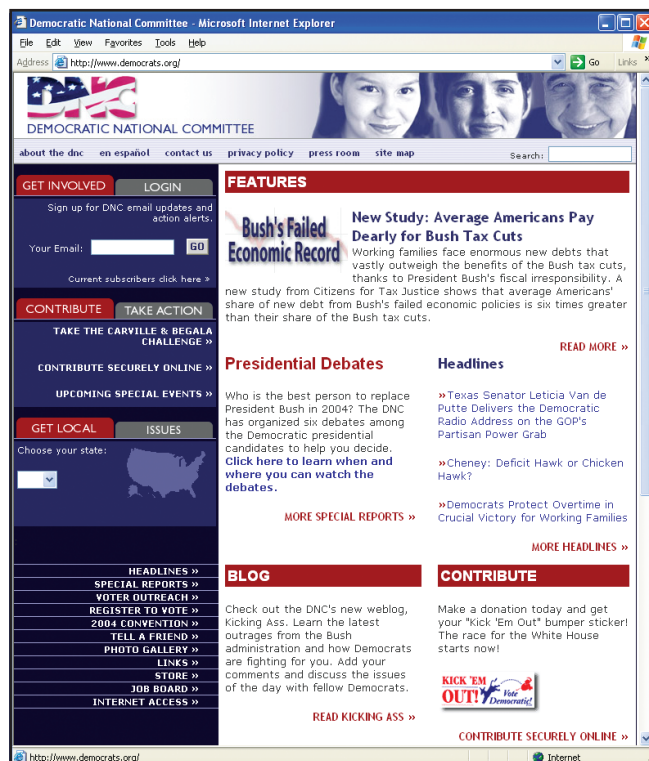 Democratic National Committee - Microsoft Internet Explorer
File Edit View Favorites Tools Help
Address http://www.democrats.org/ Go Links »
DNC
DEMOCRATIC NATIONAL COMMITTEE
about the dnc en español contact us privacy policy press room site map Search:
GET INVOLVED LOGIN
Sign up for DNC email updates and
action alerts.
Your Email: GO
Current subscribers click here »
CONTRIBUTE TAKE ACTION
TAKE THE CARVILLE & BEGALA
CHALLENGE »
CONTRIBUTE SECURELY ONLINE »
UPCOMING SPECIAL EVENTS »
GET LOCAL ISSUES
Choose your state:
HEADLINES »
SPECIAL REPORTS »
VOTER OUTREACH »
REGISTER TO VOTE »
2004 CONVENTION »
TELL A FRIEND »
PHOTO GALLERY »
LINKS »
STORE »
JOB BOARD »
INTERNET ACCESS »
FEATURES
Bush's Failed
Economic Record
New Study: Average Americans Pay
Dearly for Bush Tax Cuts
Working families face enormous new debts that
vastly outweigh the benefits of the Bush tax cuts,
thanks to President Bush's fiscal irresponsibility. A
new study from Citizens for Tax Justice shows that average Americans'
share of new debt from Bush's failed economic policies is six times greater
than their share of the Bush tax cuts.
READ MORE »
Presidential Debates
Who is the best person to replace
President Bush in 2004? The DNC
has organized six debates among
the Democratic presidential
candidates to help you decide.
Click here to learn when and
where you can watch the
debates.
MORE SPECIAL REPORTS »
Headlines
»Texas Senator Leticia Van de
Putte Delivers the Democratic
Radio Address on the GOP's
Partisan Power Grab
»Cheney: Deficit Hawk or Chicken
Hawk?
»Democrats Protect Overtime in
Crucial Victory for Working Families
MORE HEADLINES »
BLOG
Check out the DNC's new weblog,
Kicking Ass. Learn the latest
outrages from the Bush
administration and how Democrats
are fighting for you. Add your
comments and discuss the issues
of the day with fellow Democrats.
READ KICKING ASS »
CONTRIBUTE
Make a donation today and get
your "Kick 'Em Out" bumper sticker!
The race for the White House
starts now!
KICK 'EM
OUT! Vote
Democratic!
CONTRIBUTE SECURELY ONLINE »
http://www.democrats.org/ Internet